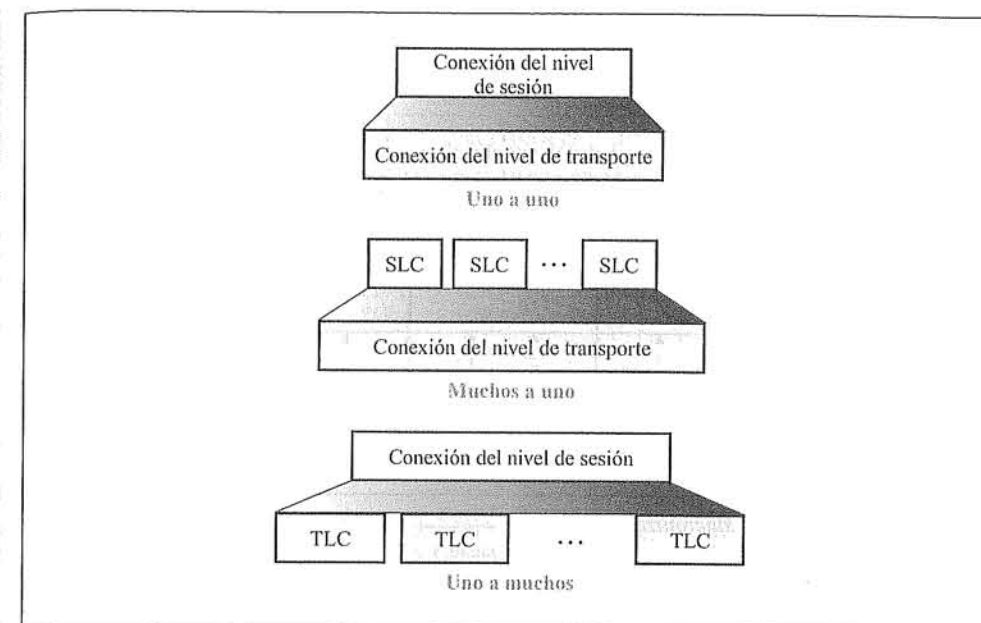 Conexión del nivel
de sesión
Conexión del nivel de transporte
Uno a uno
SLC SLC ... SLC
Conexión del nivel de transporte
Muchos a uno
Conexión del nivel de sesión
TLC TLC ... TLC
Uno a muchos